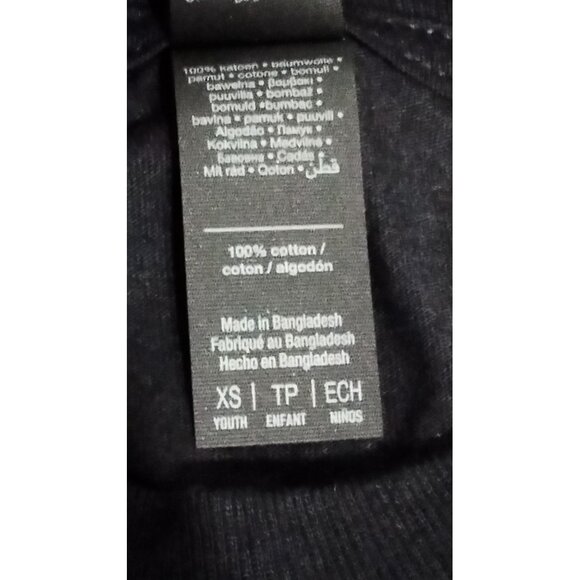 100% Katoen • Baumwolle •
pamut • cotone • bomull •
bawełna • βαμβάκι •
puuvilla • bombaž •
bomuld • bumbac •
bavlna • pamuk • puuvill •
Algodão • Памук •
Kokvilna • Medvilna •
Бавовна • Cadás •
Mil rad • Qoton • قطن
100% cotton /
coton / algodón
Made in Bangladesh
Fabriqué au Bangladesh
Hecho en Bangladesh
XS | TP | ECH
YOUTH ENFANT NIÑOS